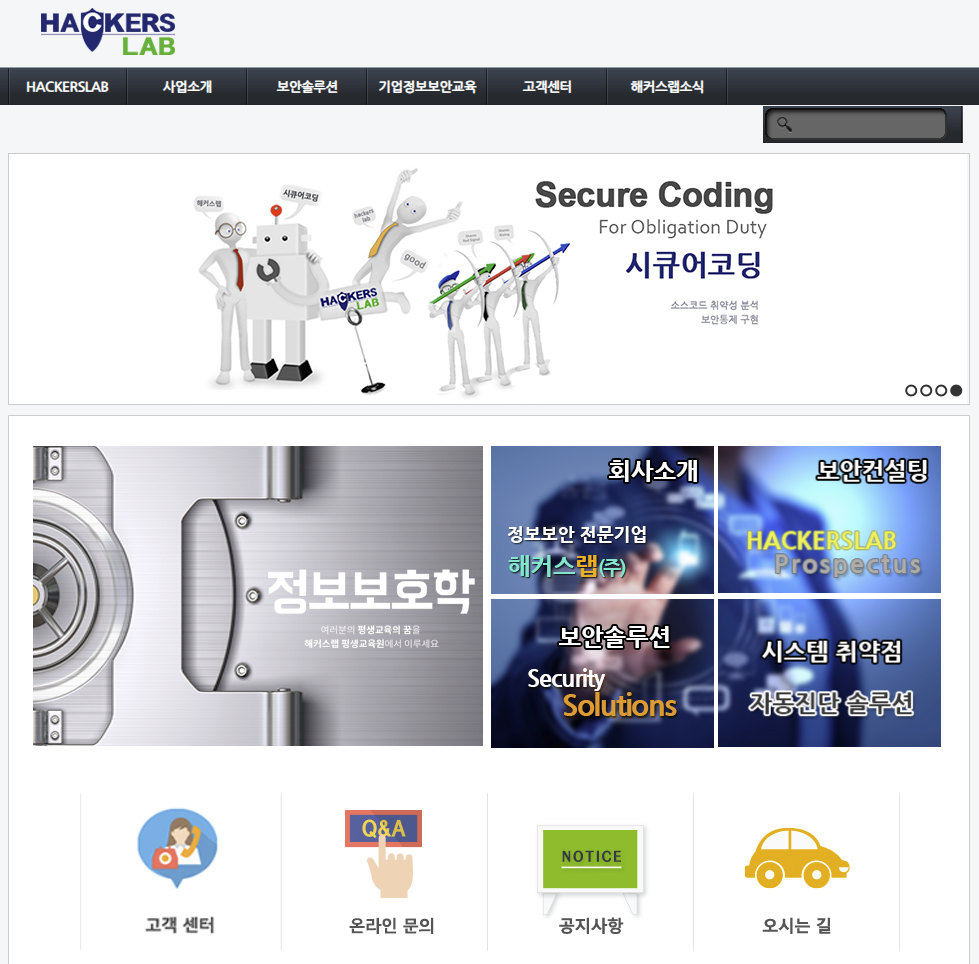 HACKERS
LAB
HACKERSLAB
사업소개
보안솔루션
기업정보보안교육
고객센터
해커스랩소식
해커스랩
시큐어코딩
hackers
lab
good
HACKERS
LAB
Secure Coding
For Obligation Duty
시큐어코딩
소스코드 취약성 분석
보안통제 구현
정보보호학
여러분의 평생교육의 꿈을
해커스랩 평생교육원에서 이루세요
회사소개
정보보안 전문기업
해커스랩(주)
보안컨설팅
HACKERSLAB
Prospectus
보안솔루션
Security
Solutions
시스템 취약점
자동진단 솔루션
고객 센터
Q&A
온라인 문의
NOTICE
공지사항
오시는 길